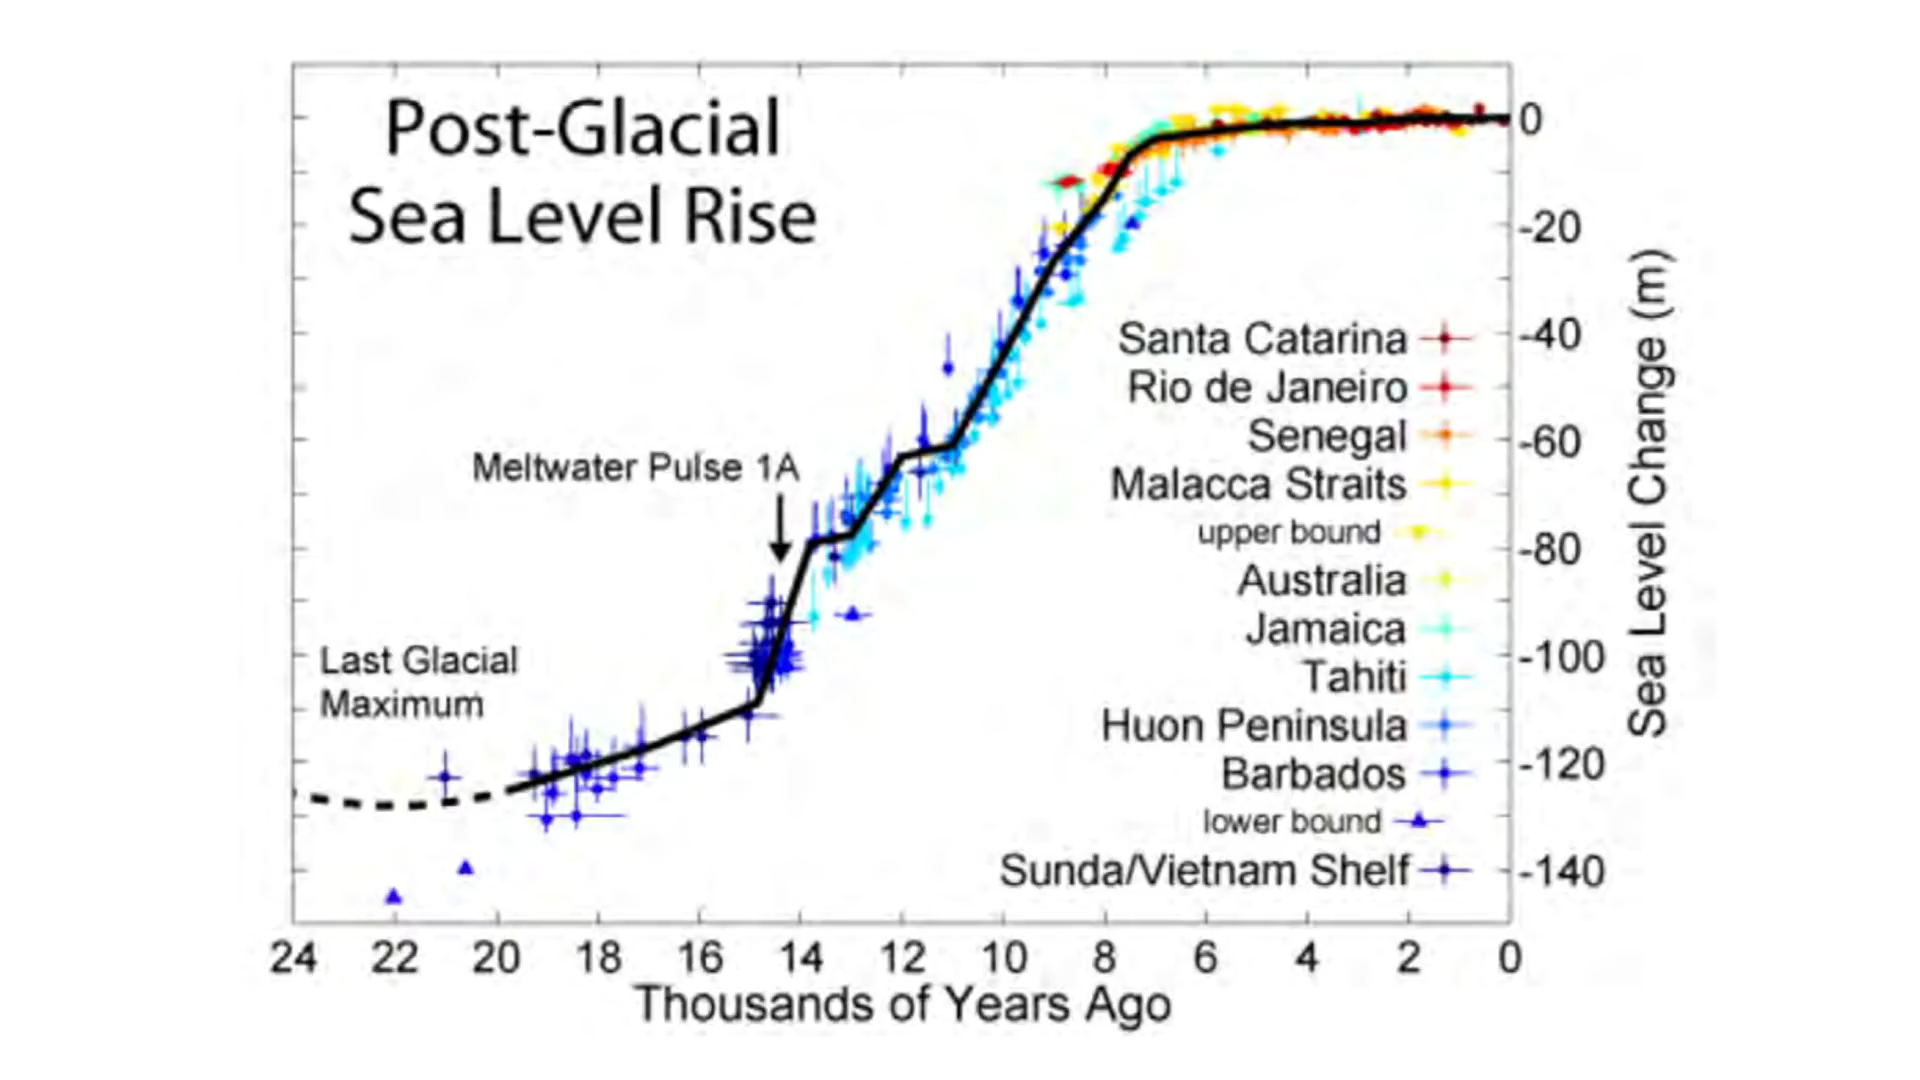 Post-Glacial
Sea Level Rise
Meltwater Pulse 1A
Last Glacial
Maximum
Santa Catarina
Rio de Janeiro
Senegal
Malacca Straits
upper bound
Australia
Jamaica
Tahiti
Huon Peninsula
Barbados
lower bound
Sunda/Vietnam Shelf
0
-20
-40
-60
-80
-100
-120
-140
Sea Level Change (m)
24 22 20 18 16 14 12 10 8 6 4 2 0
Thousands of Years Ago